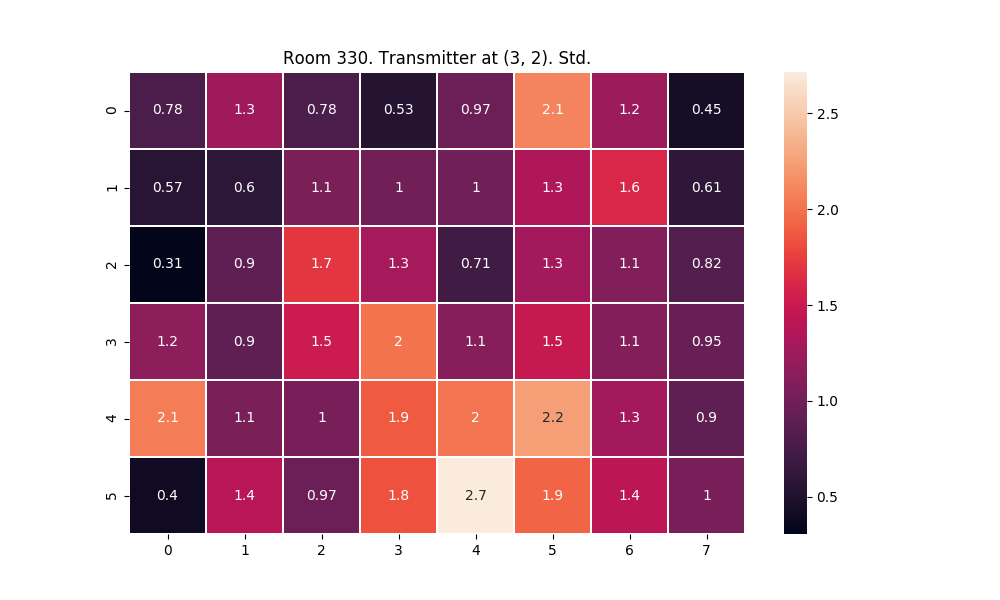 Room 330. Transmitter at (3, 2). Std.
0 0.78 1.3 0.78 0.53 0.97 2.1 1.2 0.45
1 0.57 0.6 1.1 1 1 1.3 1.6 0.61
2 0.31 0.9 1.7 1.3 0.71 1.3 1.1 0.82
3 1.2 0.9 1.5 2 1.1 1.5 1.1 0.95
4 2.1 1.1 1 1.9 2 2.2 1.3 0.9
5 0.4 1.4 0.97 1.8 2.7 1.9 1.4 1
0 1 2 3 4 5 6 7
2.5
2.0
1.5
1.0
0.5